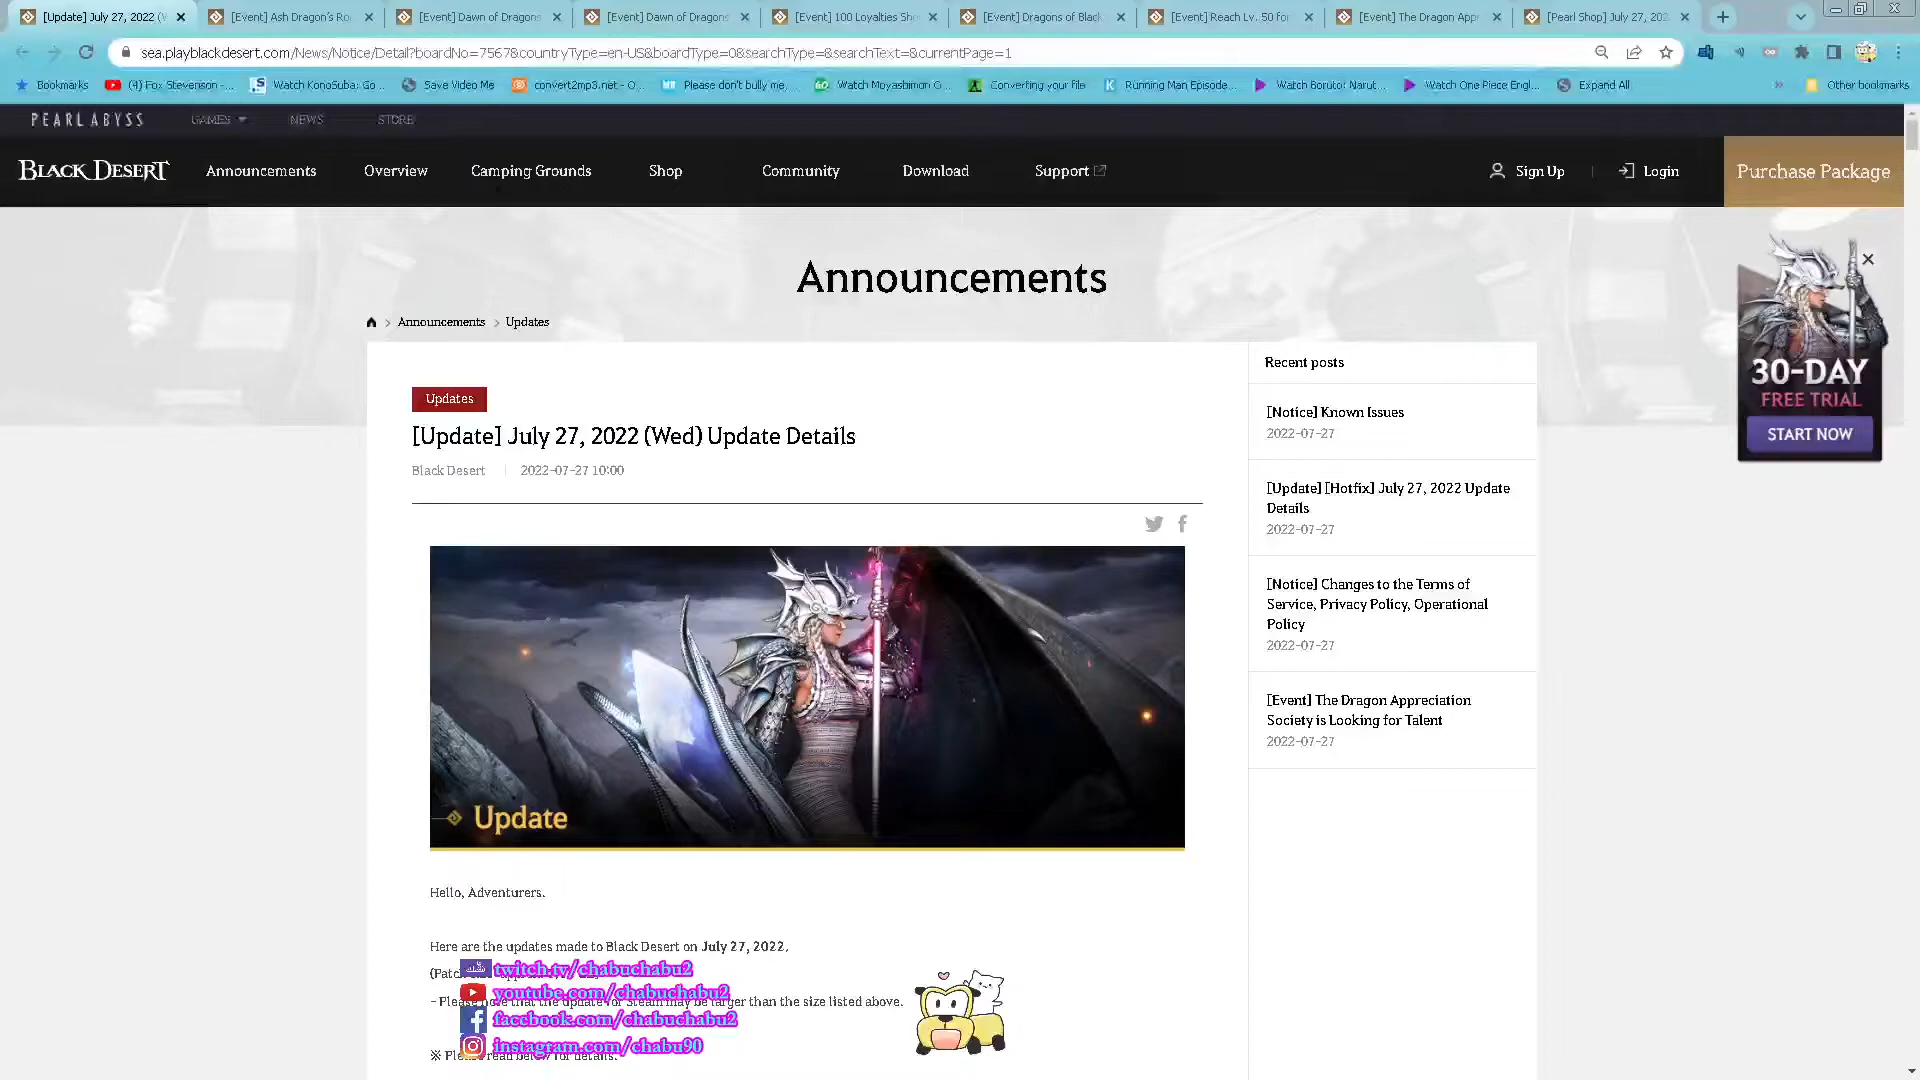 [Update] July 27, 2022 (W
[Event] Ash Dragon's Ro
[Event] Dawn of Dragons
[Event] Dawn of Dragons
[Event] 100 Loyalties Sho
[Event] Dragons of Black
[Event] Reach Lv. 50 for
[Event] The Dragon Appr
[Pearl Shop] July 27, 202
sea.playblackdesert.com/News/Notice/Detail?boardNo=7567&countryType=en-US&boardType=0&searchType=&searchText=&currentPage=1
Bookmarks
(4) Fox Stevenson -...
Watch KonoSuba: Go...
Save Video Me
convert2mp3.net - O...
Please don't bully me,...
Watch Moyashimon G...
Converting your file
Running Man Episode...
Watch Boruto: Narut...
Watch One Piece Engl...
Expand All
Other bookmarks
PEARL ABYSS
GAMES
NEWS
STORE
BLACK DESERT
Announcements
Overview
Camping Grounds
Shop
Community
Download
Support
Sign Up
Login
Purchase Package
Announcements
Announcements > Updates
Updates
[Update] July 27, 2022 (Wed) Update Details
Black Desert
2022-07-27 10:00
Update
Hello, Adventurers.
Here are the updates made to Black Desert on July 27, 2022.
(Patch
- Please note that the update for Steam may be larger than the size listed above.
※ Please read below for details.
twitch.tv/chabuchabu2
youtube.com/chabuchabu2
facebook.com/chabuchabu2
instagram.com/chabu90
Recent posts
[Notice] Known Issues
2022-07-27
[Update] [Hotfix] July 27, 2022 Update
Details
2022-07-27
[Notice] Changes to the Terms of
Service, Privacy Policy, Operational
Policy
2022-07-27
[Event] The Dragon Appreciation
Society is Looking for Talent
2022-07-27
30-DAY
FREE TRIAL
START NOW